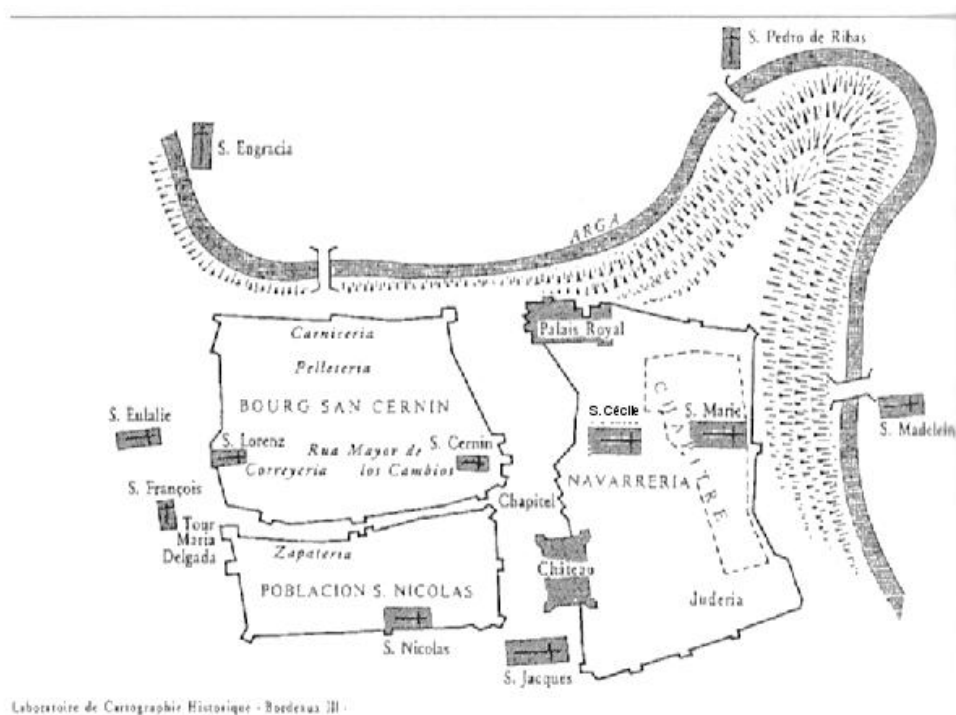 S. Pedro de Ribas
S. Engracia
ARGA
Palais Royal
Carniceria
Pelleteria
BOURG SAN CERNIN
S. Eulalie
S. Lorenz
Rua Mayor de
los Cambios
S. Cernin
Correyeria
S.Cécile
S. Marie
CHAPITRE
S. Madelein
NAVARRERIA
S. François
Tour
Maria
Delgada
Chapitel
Zapateria
Château
POBLACION S. NICOLAS
Juderia
S. Nicolas
S. Jacques
Laboratoire de Cartographie Historique - Bordeaux III -